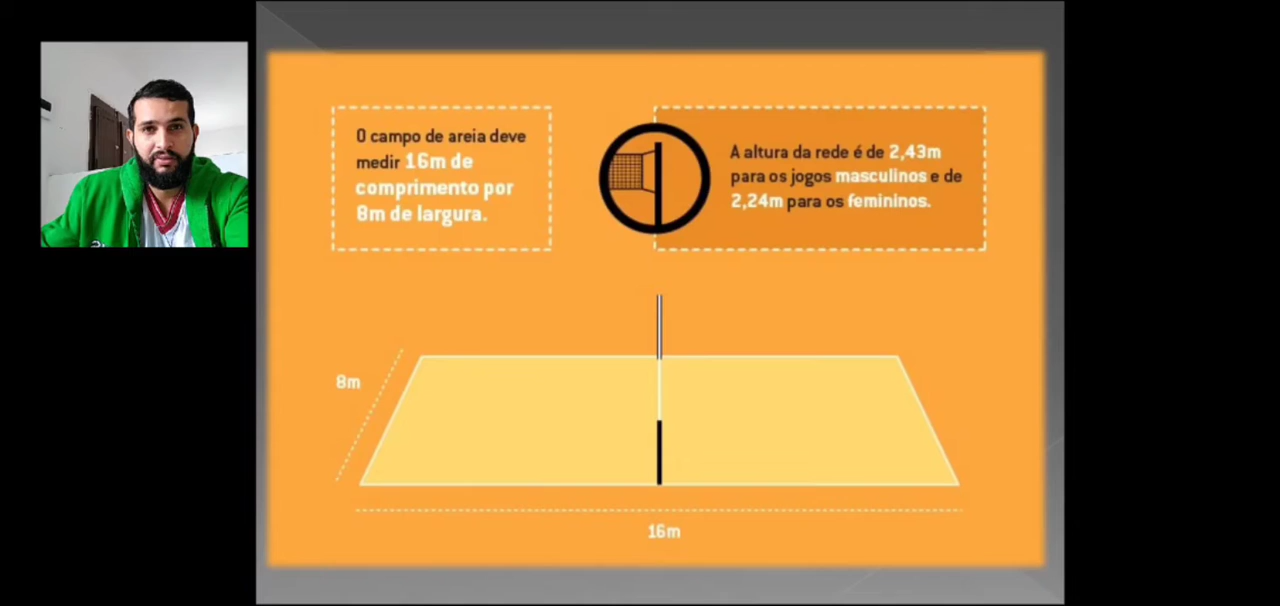 O campo de areia deve
medir 16m de
comprimento por
8m de largura.
A altura da rede é de 2,43m
para os jogos masculinos e de
2,24m para os femininos.
8m
16m